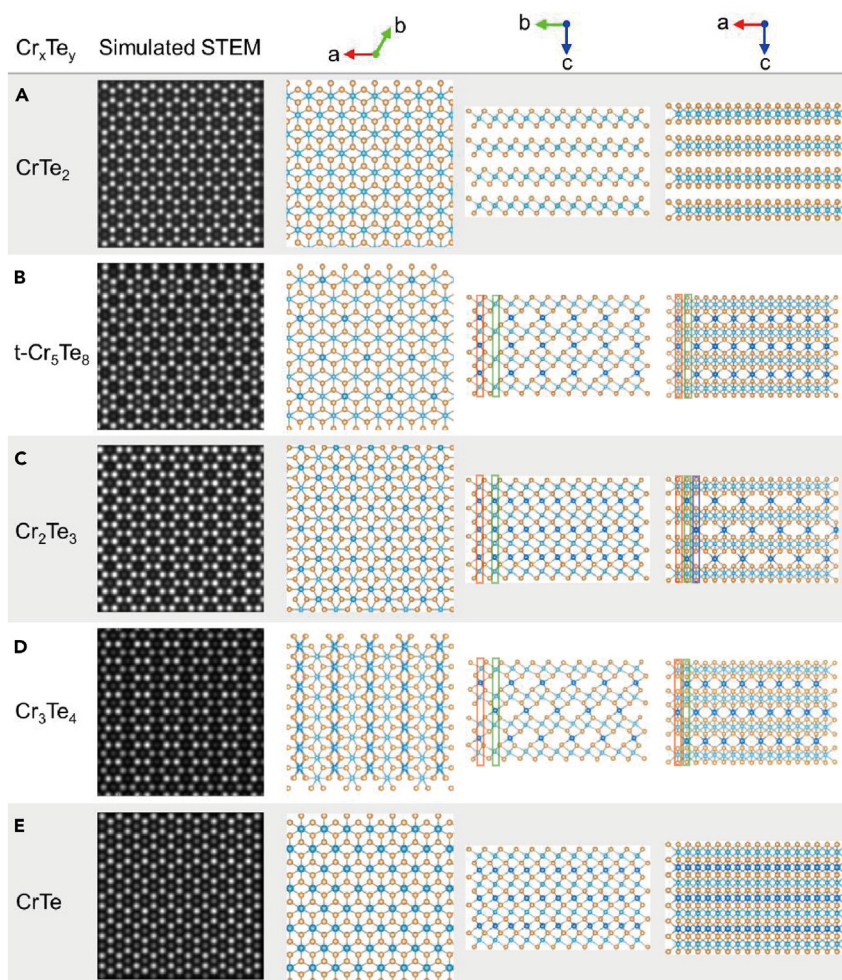 CrxTey Simulated STEM
a b
b c
a c
A
CrTe2
B
t-Cr5Te8
C
Cr2Te3
D
Cr3Te4
E
CrTe